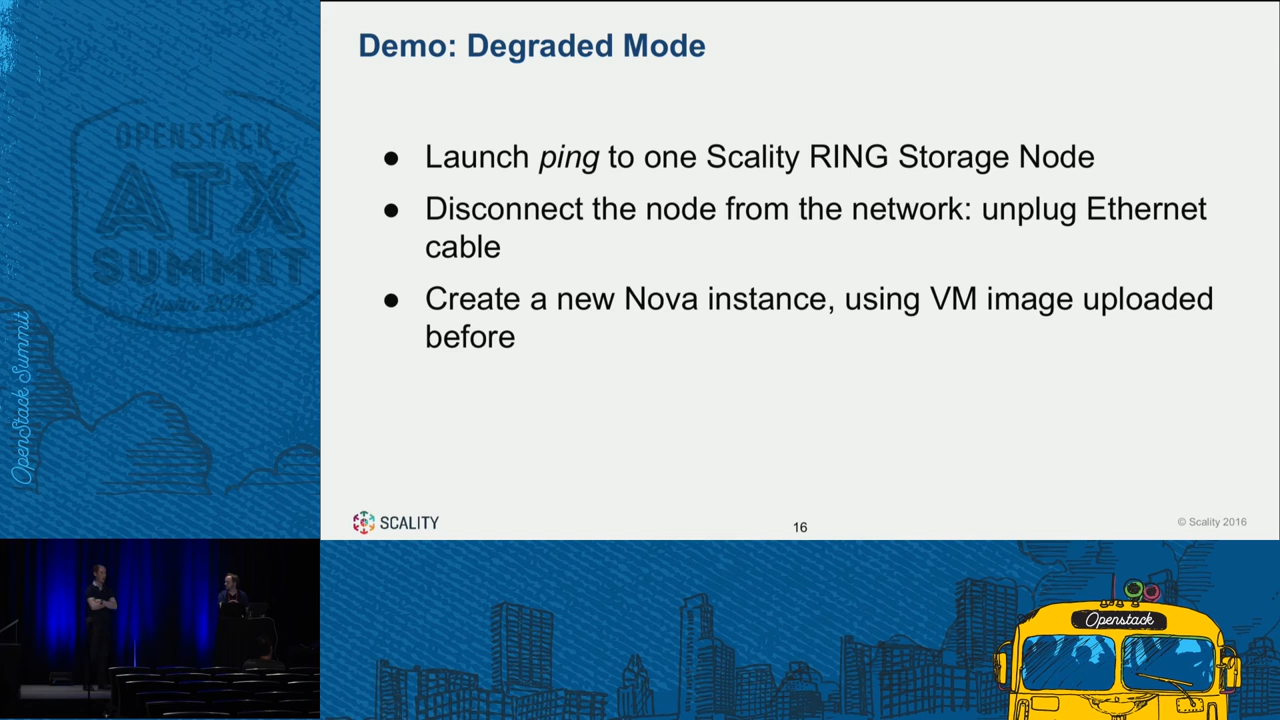 Demo: Degraded Mode
● Launch ping to one Scality RING Storage Node
● Disconnect the node from the network: unplug Ethernet
cable
● Create a new Nova instance, using VM image uploaded
before
SCALITY
16
© Scality 2016
OPENSTACK
ATX
SUMMIT
Austin 2016
OpenStack Summit
Openstack